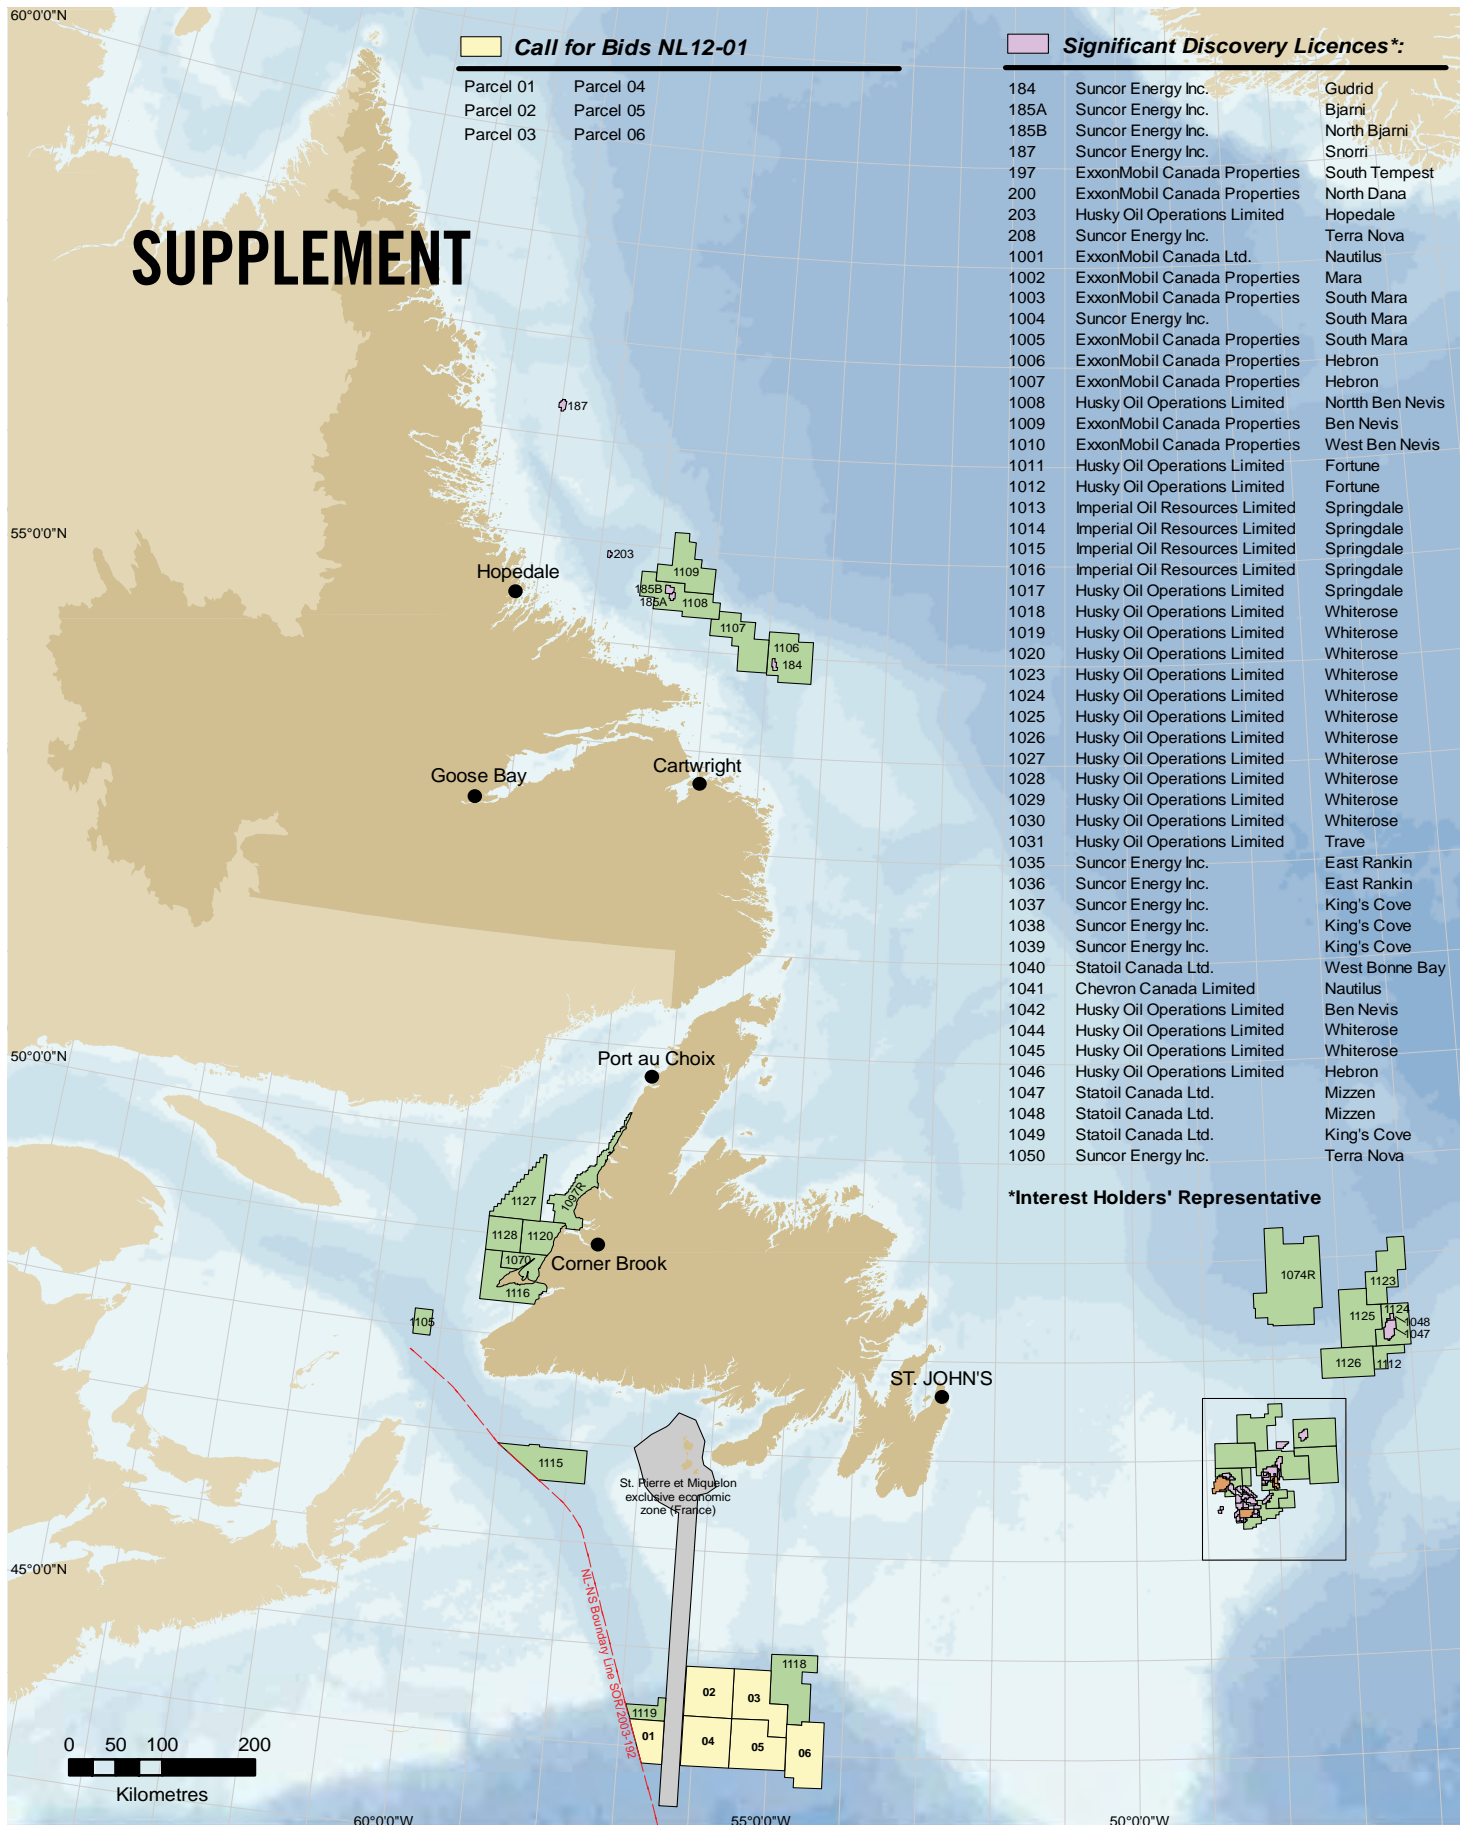 60°0'0"N
Call for Bids NL12-01
Parcel 01 Parcel 04
Parcel 02 Parcel 05
Parcel 03 Parcel 06
Significant Discovery Licences*:
184 Suncor Energy Inc. Gudrid
185A Suncor Energy Inc. Bjarni
185B Suncor Energy Inc. North Bjarni
187 Suncor Energy Inc. Snorri
197 ExxonMobil Canada Properties South Tempest
200 ExxonMobil Canada Properties North Dana
203 Husky Oil Operations Limited Hopedale
208 Suncor Energy Inc. Terra Nova
1001 ExxonMobil Canada Ltd. Nautilus
1002 ExxonMobil Canada Properties Mara
1003 ExxonMobil Canada Properties South Mara
1004 Suncor Energy Inc. South Mara
1005 ExxonMobil Canada Properties South Mara
1006 ExxonMobil Canada Properties Hebron
1007 ExxonMobil Canada Properties Hebron
1008 Husky Oil Operations Limited Nortth Ben Nevis
1009 ExxonMobil Canada Properties Ben Nevis
1010 ExxonMobil Canada Properties West Ben Nevis
1011 Husky Oil Operations Limited Fortune
1012 Husky Oil Operations Limited Fortune
1013 Imperial Oil Resources Limited Springdale
1014 Imperial Oil Resources Limited Springdale
1015 Imperial Oil Resources Limited Springdale
1016 Imperial Oil Resources Limited Springdale
1017 Husky Oil Operations Limited Springdale
1018 Husky Oil Operations Limited Whiterose
1019 Husky Oil Operations Limited Whiterose
1020 Husky Oil Operations Limited Whiterose
1023 Husky Oil Operations Limited Whiterose
1024 Husky Oil Operations Limited Whiterose
1025 Husky Oil Operations Limited Whiterose
1026 Husky Oil Operations Limited Whiterose
1027 Husky Oil Operations Limited Whiterose
1028 Husky Oil Operations Limited Whiterose
1029 Husky Oil Operations Limited Whiterose
1030 Husky Oil Operations Limited Whiterose
1031 Husky Oil Operations Limited Trave
1035 Suncor Energy Inc. East Rankin
1036 Suncor Energy Inc. East Rankin
1037 Suncor Energy Inc. King's Cove
1038 Suncor Energy Inc. King's Cove
1039 Suncor Energy Inc. King's Cove
1040 Statoil Canada Ltd. West Bonne Bay
1041 Chevron Canada Limited Nautilus
1042 Husky Oil Operations Limited Ben Nevis
1044 Husky Oil Operations Limited Whiterose
1045 Husky Oil Operations Limited Whiterose
1046 Husky Oil Operations Limited Hebron
1047 Statoil Canada Ltd. Mizzen
1048 Statoil Canada Ltd. Mizzen
1049 Statoil Canada Ltd. King's Cove
1050 Suncor Energy Inc. Terra Nova
*Interest Holders' Representative
SUPPLEMENT
187
55°0'0"N
203
Hopedale
1109
185B
185A
1108
1107
1106
184
Goose Bay
Cartwright
50°0'0"N
Port au Choix
1127
1097R
1128
1120
1070
Corner Brook
1116
1105
1074R
1123
1124
1125
1048
1047
1126
1112
ST. JOHN'S
1115
St. Pierre et Miquelon
exclusive economic
zone (France)
45°0'0"N
NL-NS Boundary Line SOR/2003-192
1118
02
03
1119
01
04
05
06
0 50 100 200
Kilometres
60°0'0"W
55°0'0"W
50°0'0"W